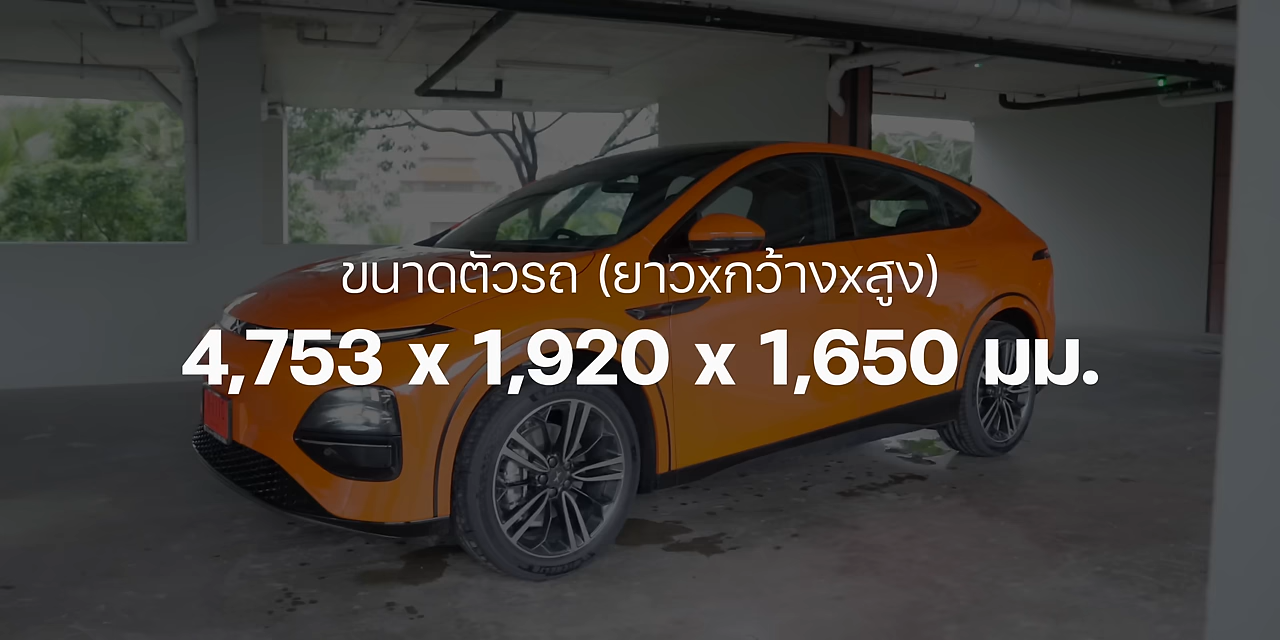 ขนาดตัวรถ (ยาวxกว้างxสูง)
4,753 x 1,920 x 1,650 มม.